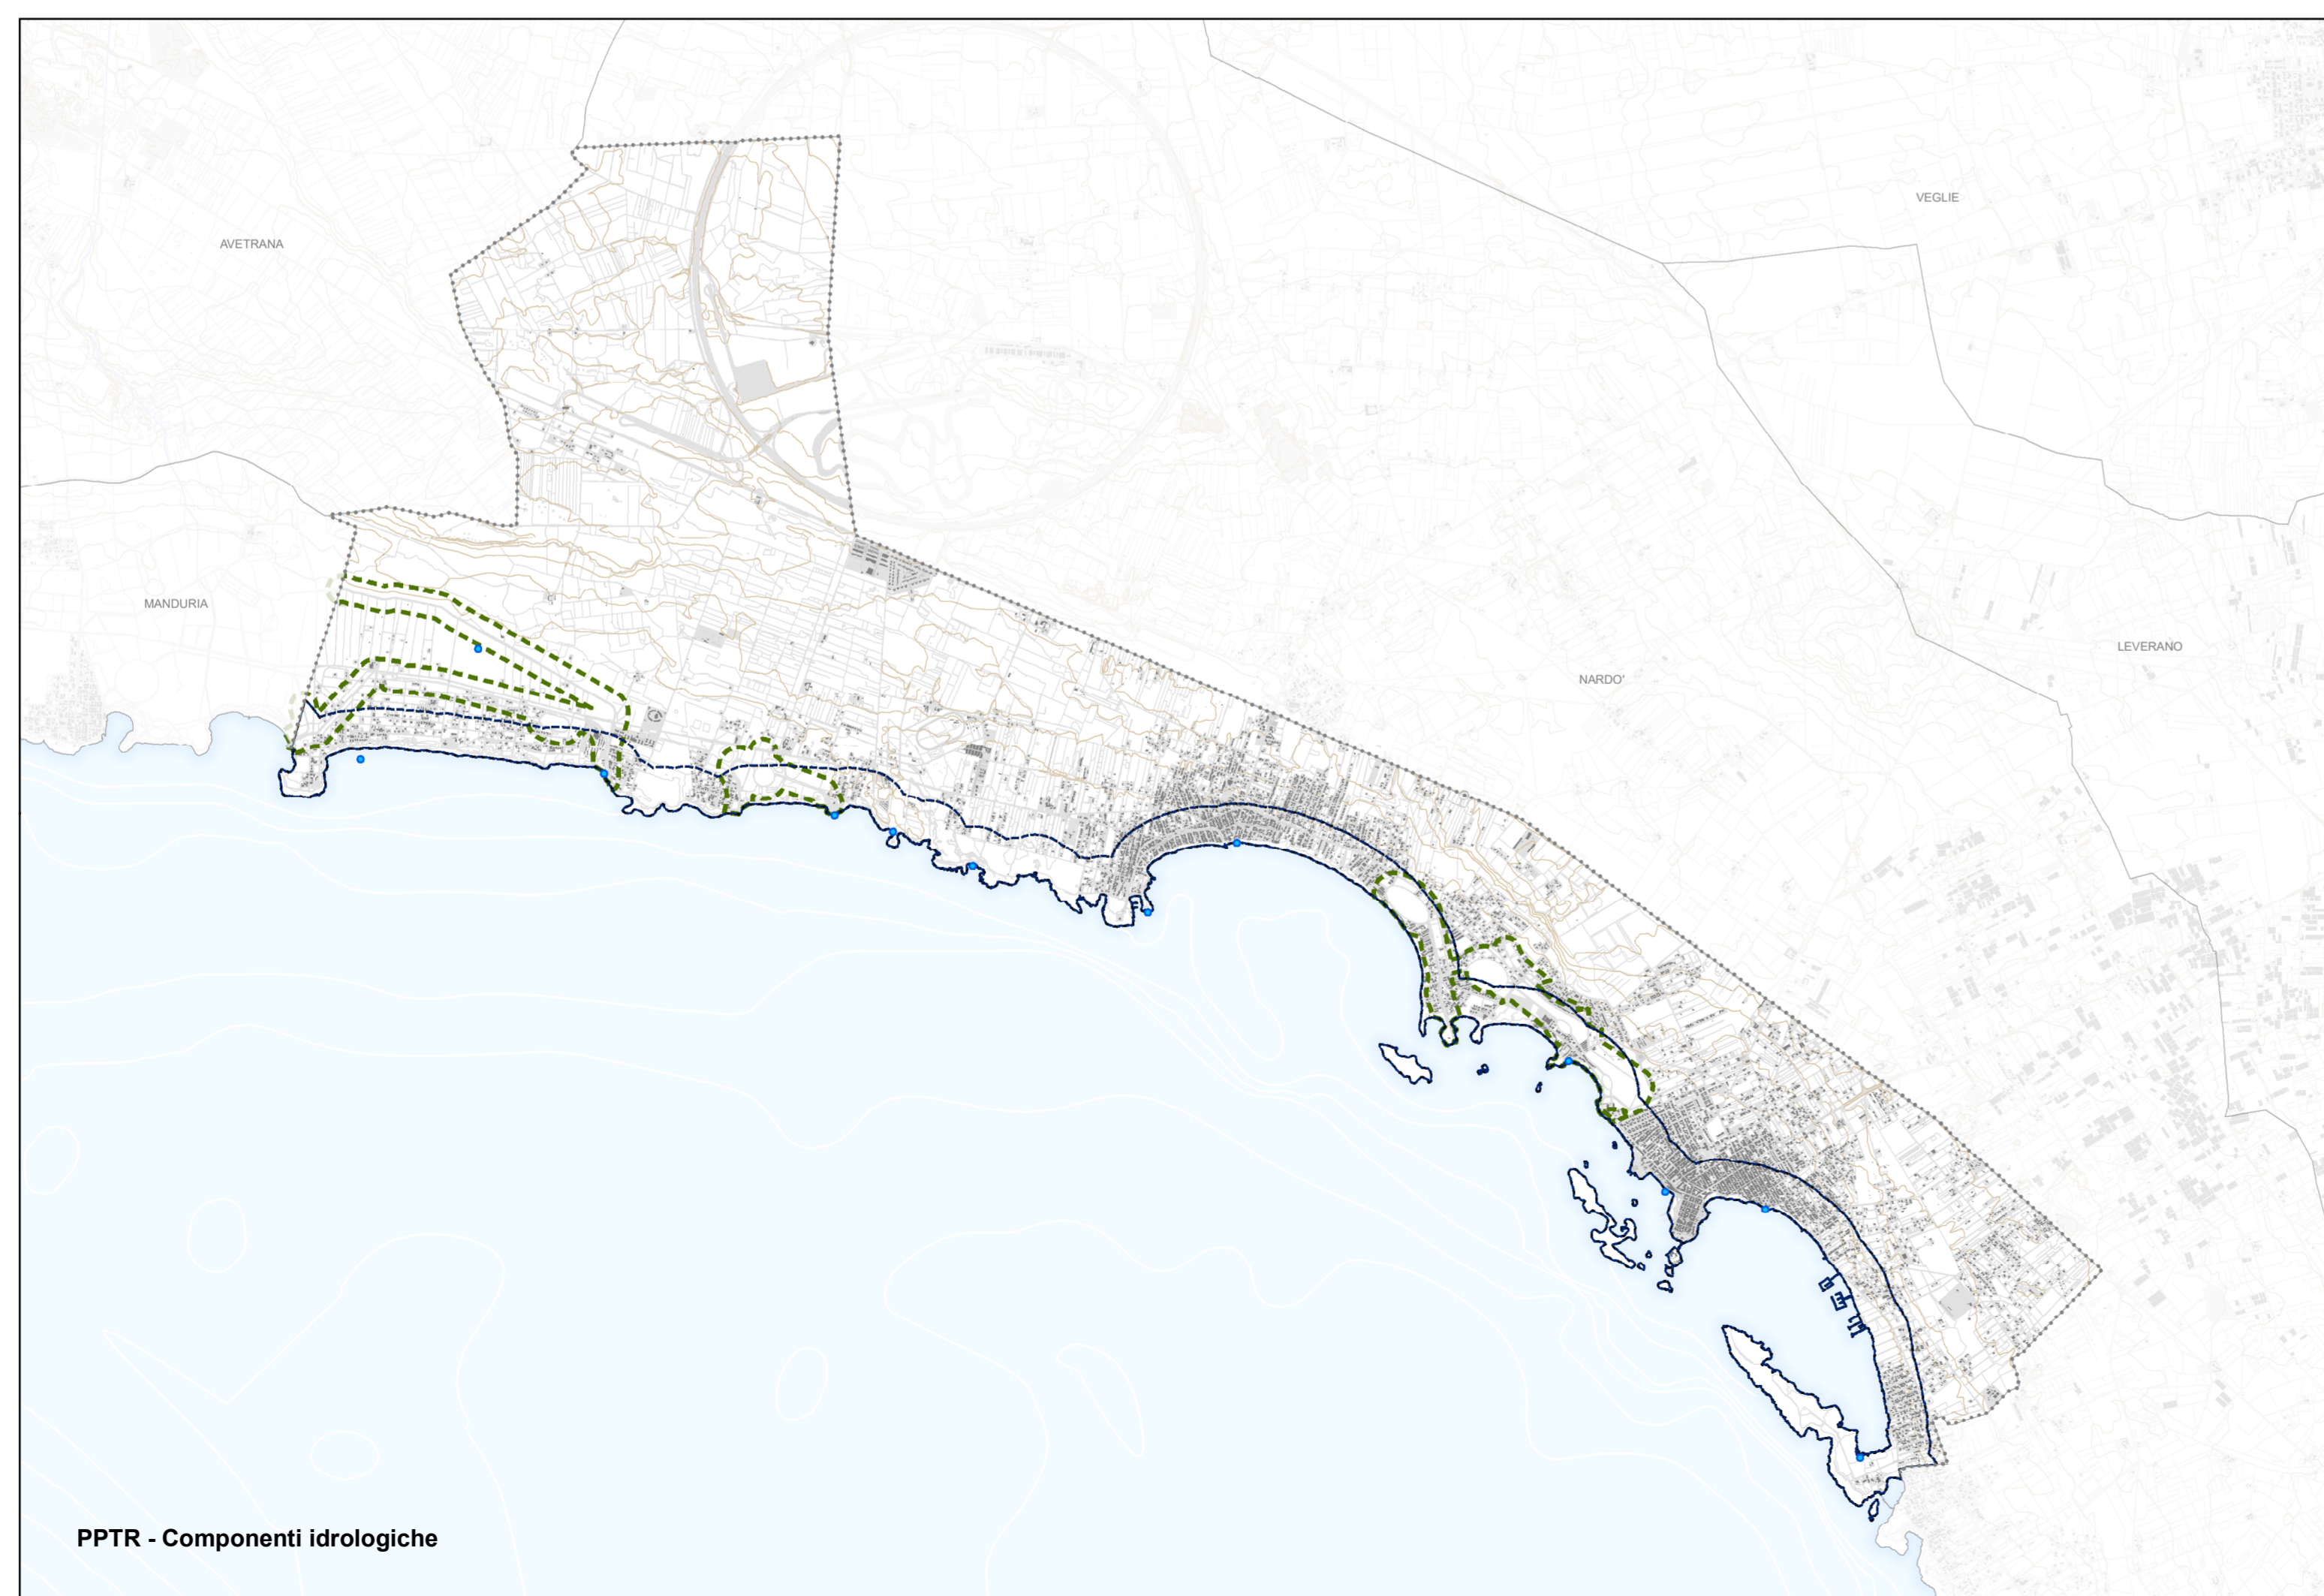 VEGLIE
AVETRANA
MANDURIA
LEVERANO
NARDO'
PPTR - Componenti idrologiche